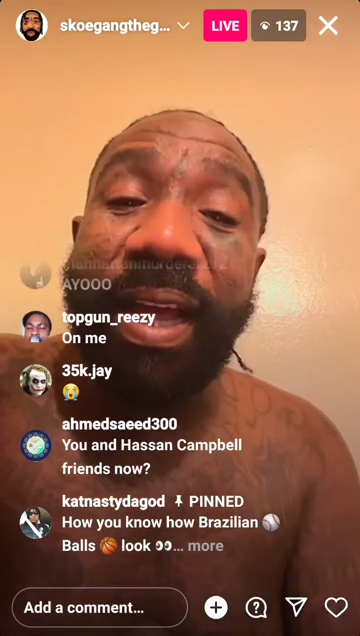 skoegangtheg...
LIVE
137
AYOOO
topgun_reezy
On me
35k.jay
😭
ahmedsaeed300
You and Hassan Campbell
friends now?
katnastydagod 📌 PINNED
How you know how Brazilian ⚾
Balls 🏀 look 👀... more
Add a comment...